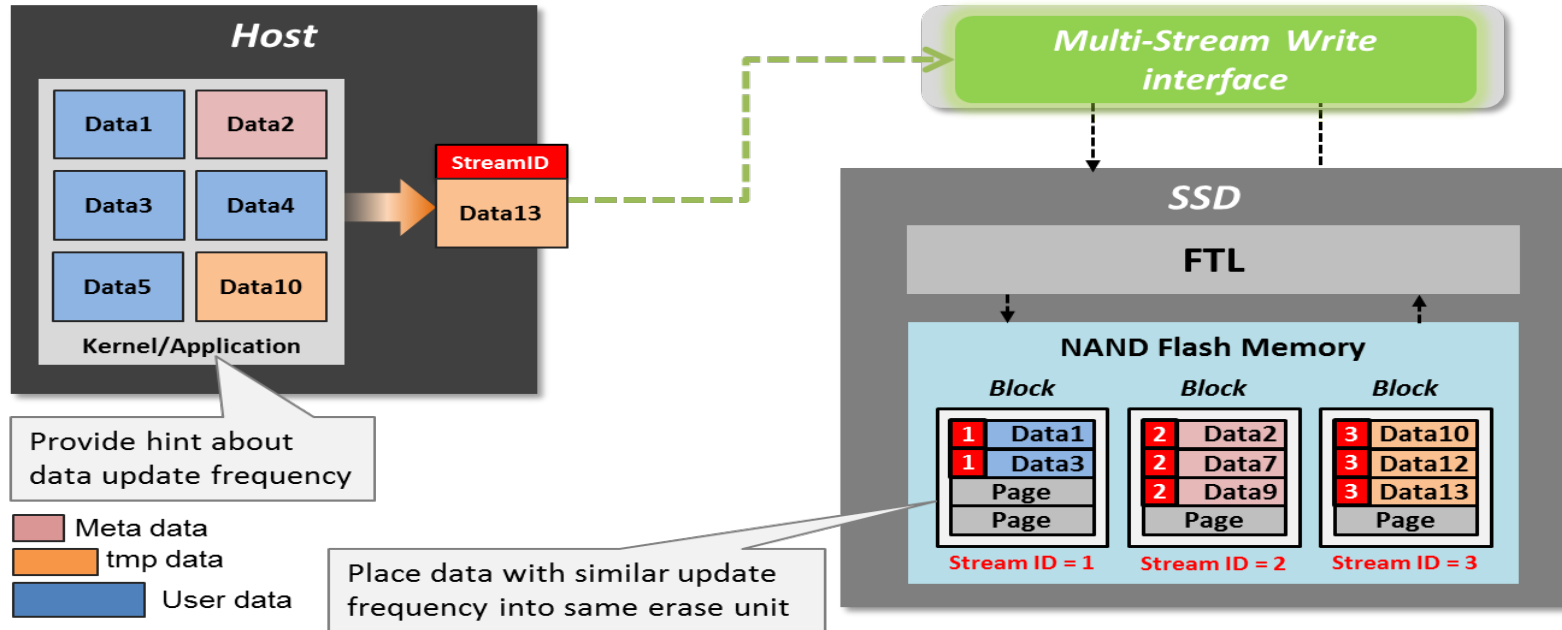 Host
Data1
Data2
Data3
Data4
Data5
Data10
Kernel/Application
StreamID
Data13
Provide hint about
data update frequency
Meta data
tmp data
User data
Multi-Stream Write
interface
SSD
FTL
NAND Flash Memory
Block
Block
Block
1 Data1
1 Data3
Page
Page
Stream ID = 1
2 Data2
2 Data7
2 Data9
Page
Stream ID = 2
3 Data10
3 Data12
3 Data13
Page
Stream ID = 3
Place data with similar update
frequency into same erase unit